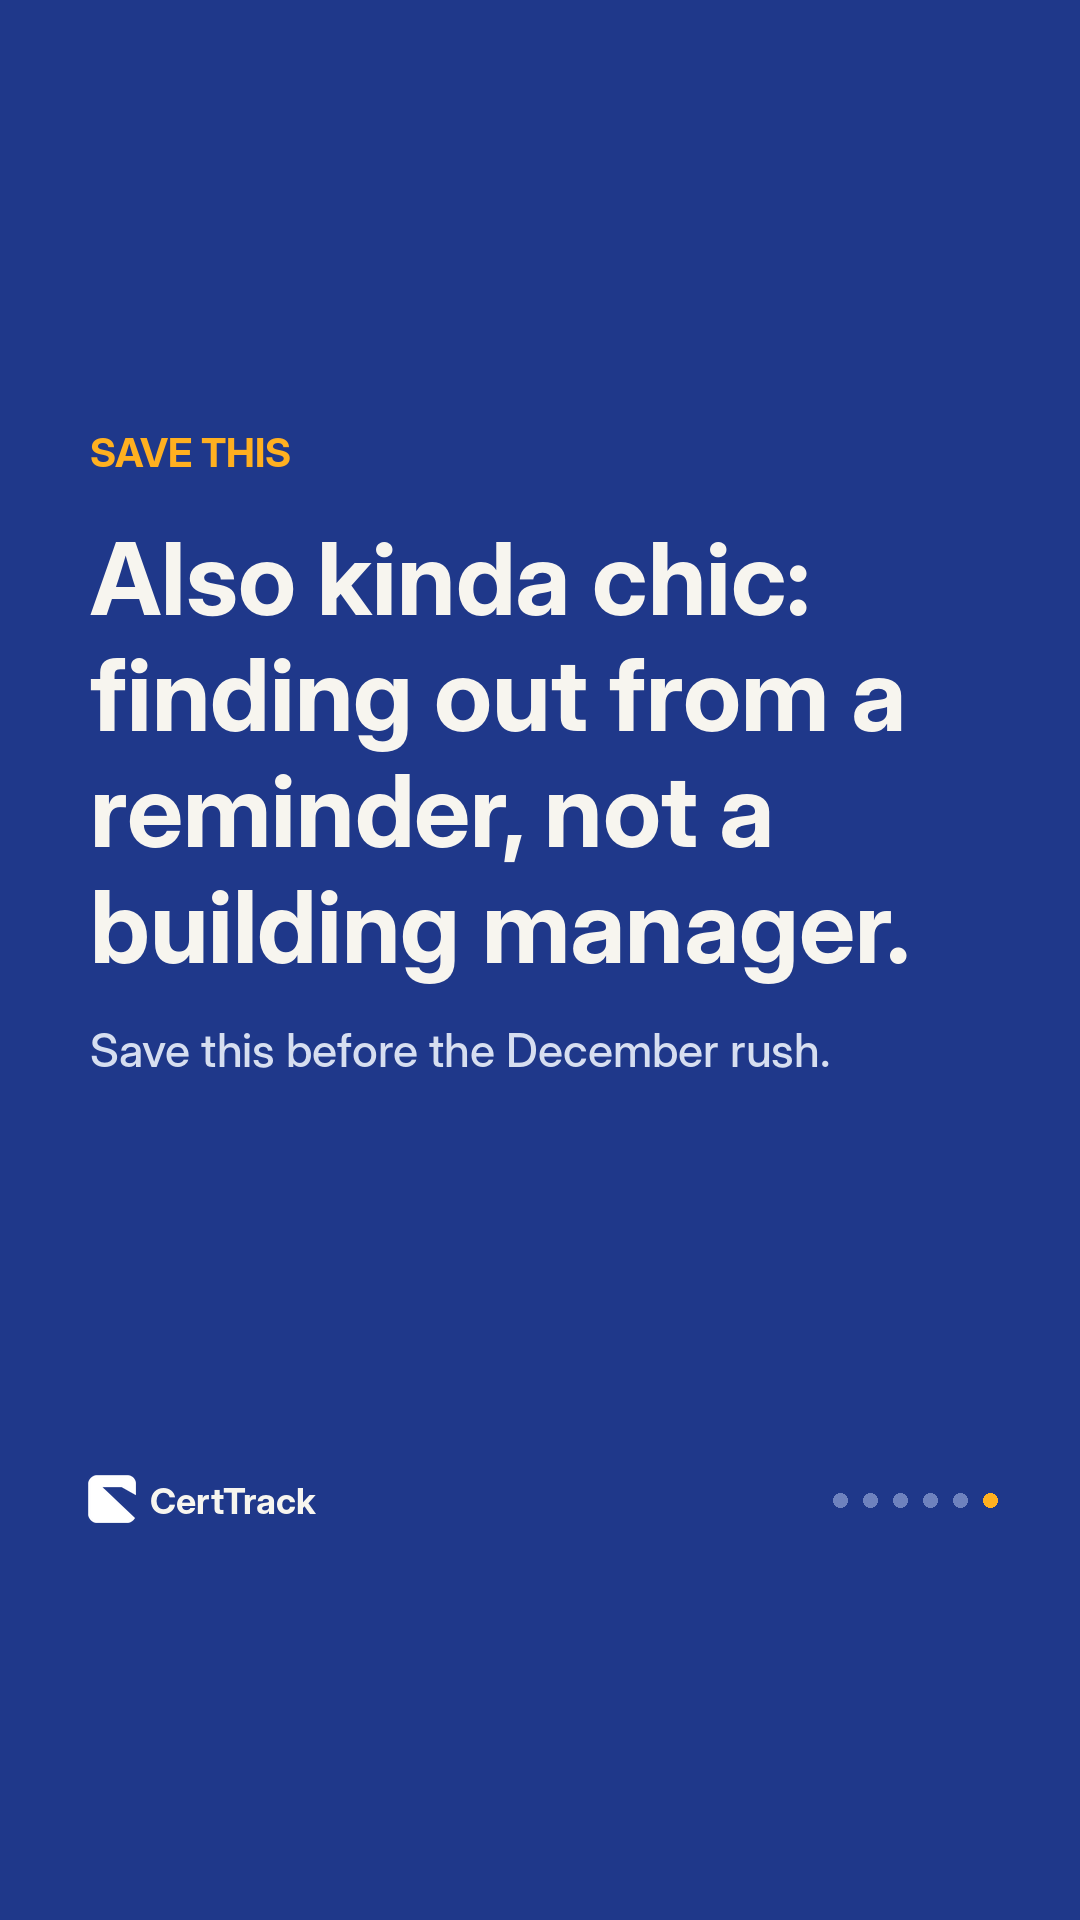 SAVE THIS
Also kinda chic:
finding out from a
reminder, not a
building manager.
Save this before the December rush.
CertTrack